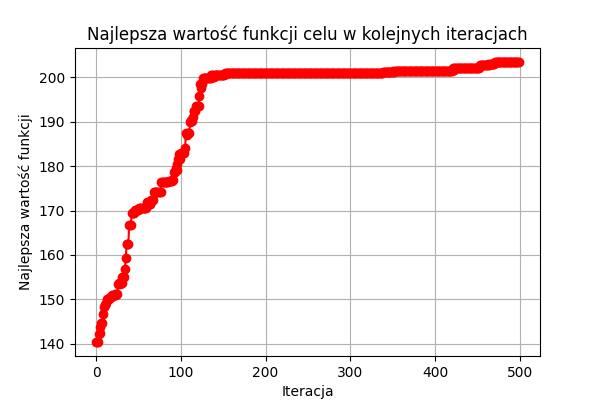 Najlepsza wartość funkcji celu w kolejnych iteracjach
Najlepsza wartość funkcji
200
190
180
170
160
150
140
0 100 200 300 400 500
Iteracja